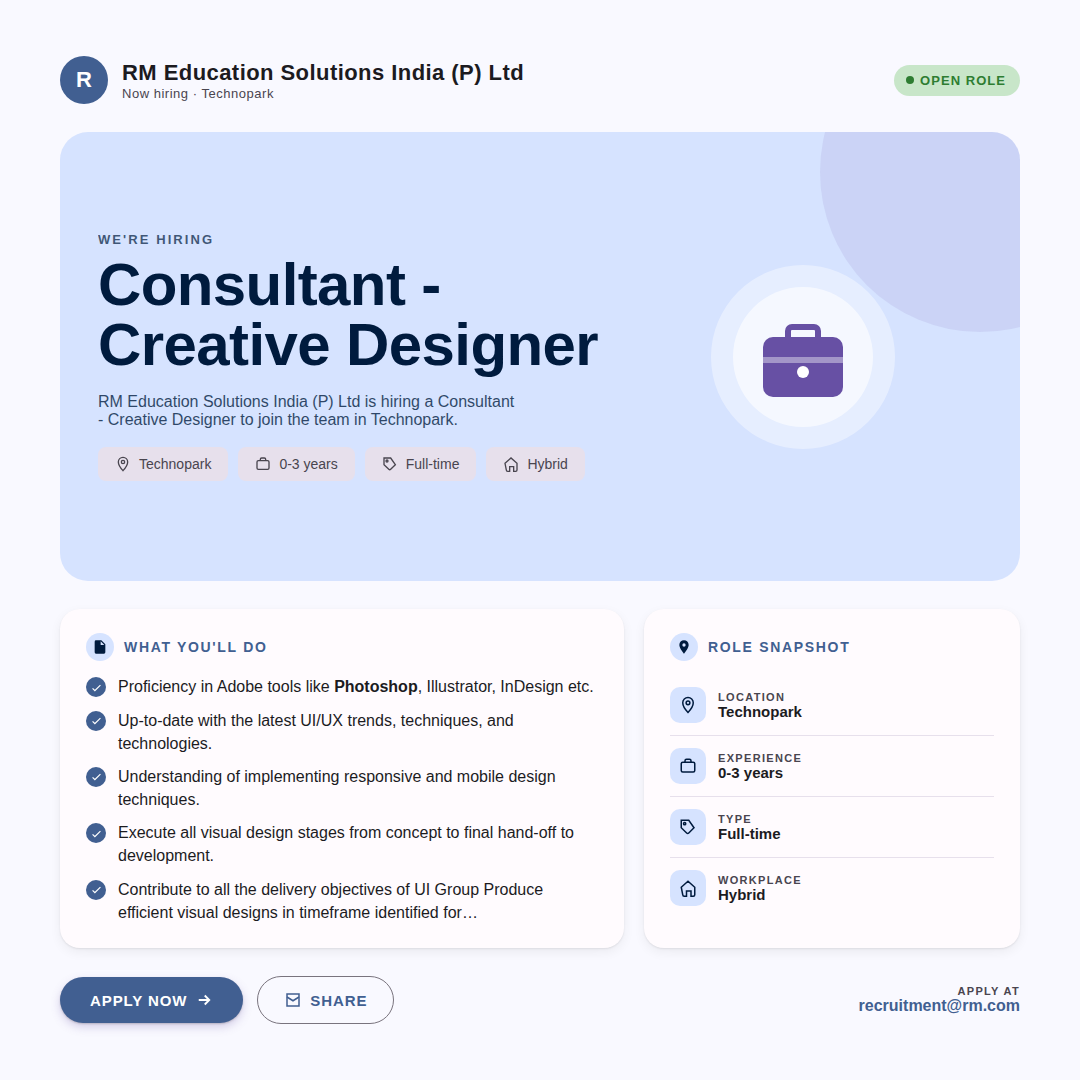 R
RM Education Solutions India (P) Ltd
Now hiring · Technopark
OPEN ROLE
WE'RE HIRING
Consultant -
Creative Designer
RM Education Solutions India (P) Ltd is hiring a Consultant
- Creative Designer to join the team in Technopark.
Technopark
0-3 years
Full-time
Hybrid
WHAT YOU'LL DO
Proficiency in Adobe tools like Photoshop, Illustrator, InDesign etc.
Up-to-date with the latest UI/UX trends, techniques, and
technologies.
Understanding of implementing responsive and mobile design
techniques.
Execute all visual design stages from concept to final hand-off to
development.
Contribute to all the delivery objectives of UI Group Produce
efficient visual designs in timeframe identified for…
ROLE SNAPSHOT
LOCATION
Technopark
EXPERIENCE
0-3 years
TYPE
Full-time
WORKPLACE
Hybrid
APPLY NOW
SHARE
APPLY AT
recruitment@rm.com